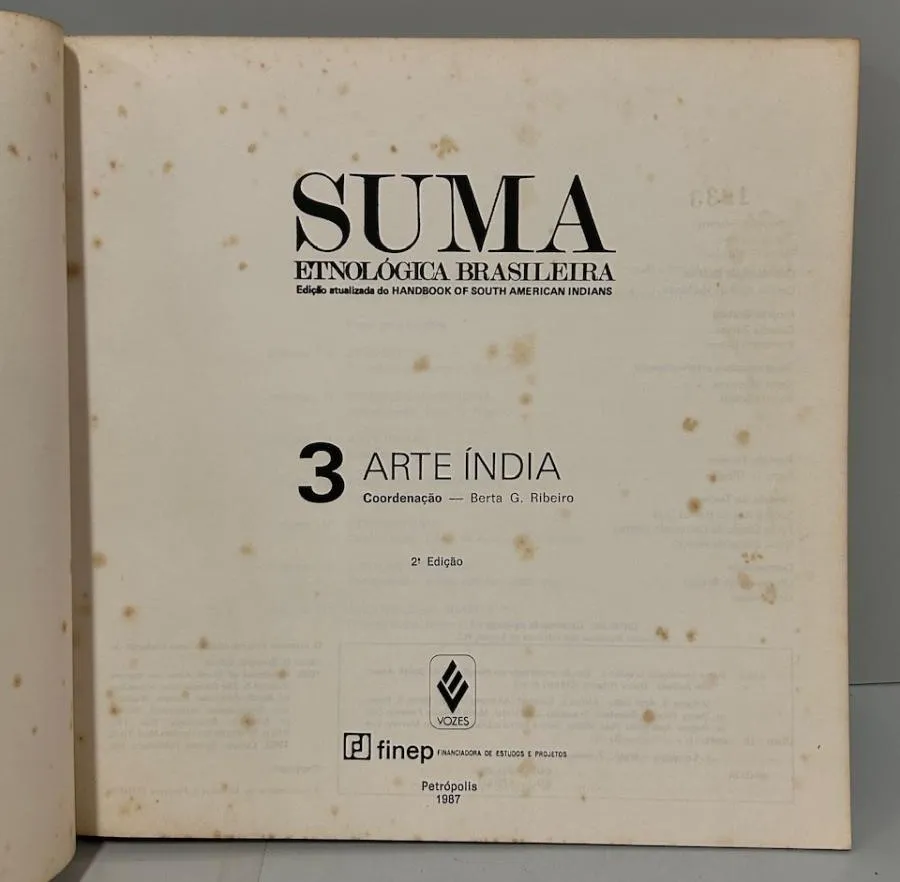 SUMA
ETNOLÓGICA BRASILEIRA
Edição atualizada do HANDBOOK OF SOUTH AMERICAN INDIANS
3 ARTE ÍNDIA
Coordenação — Berta G. Ribeiro
2ª Edição
VOZES
finep FINANCIADORA DE ESTUDOS E PROJETOS
Petrópolis
1987